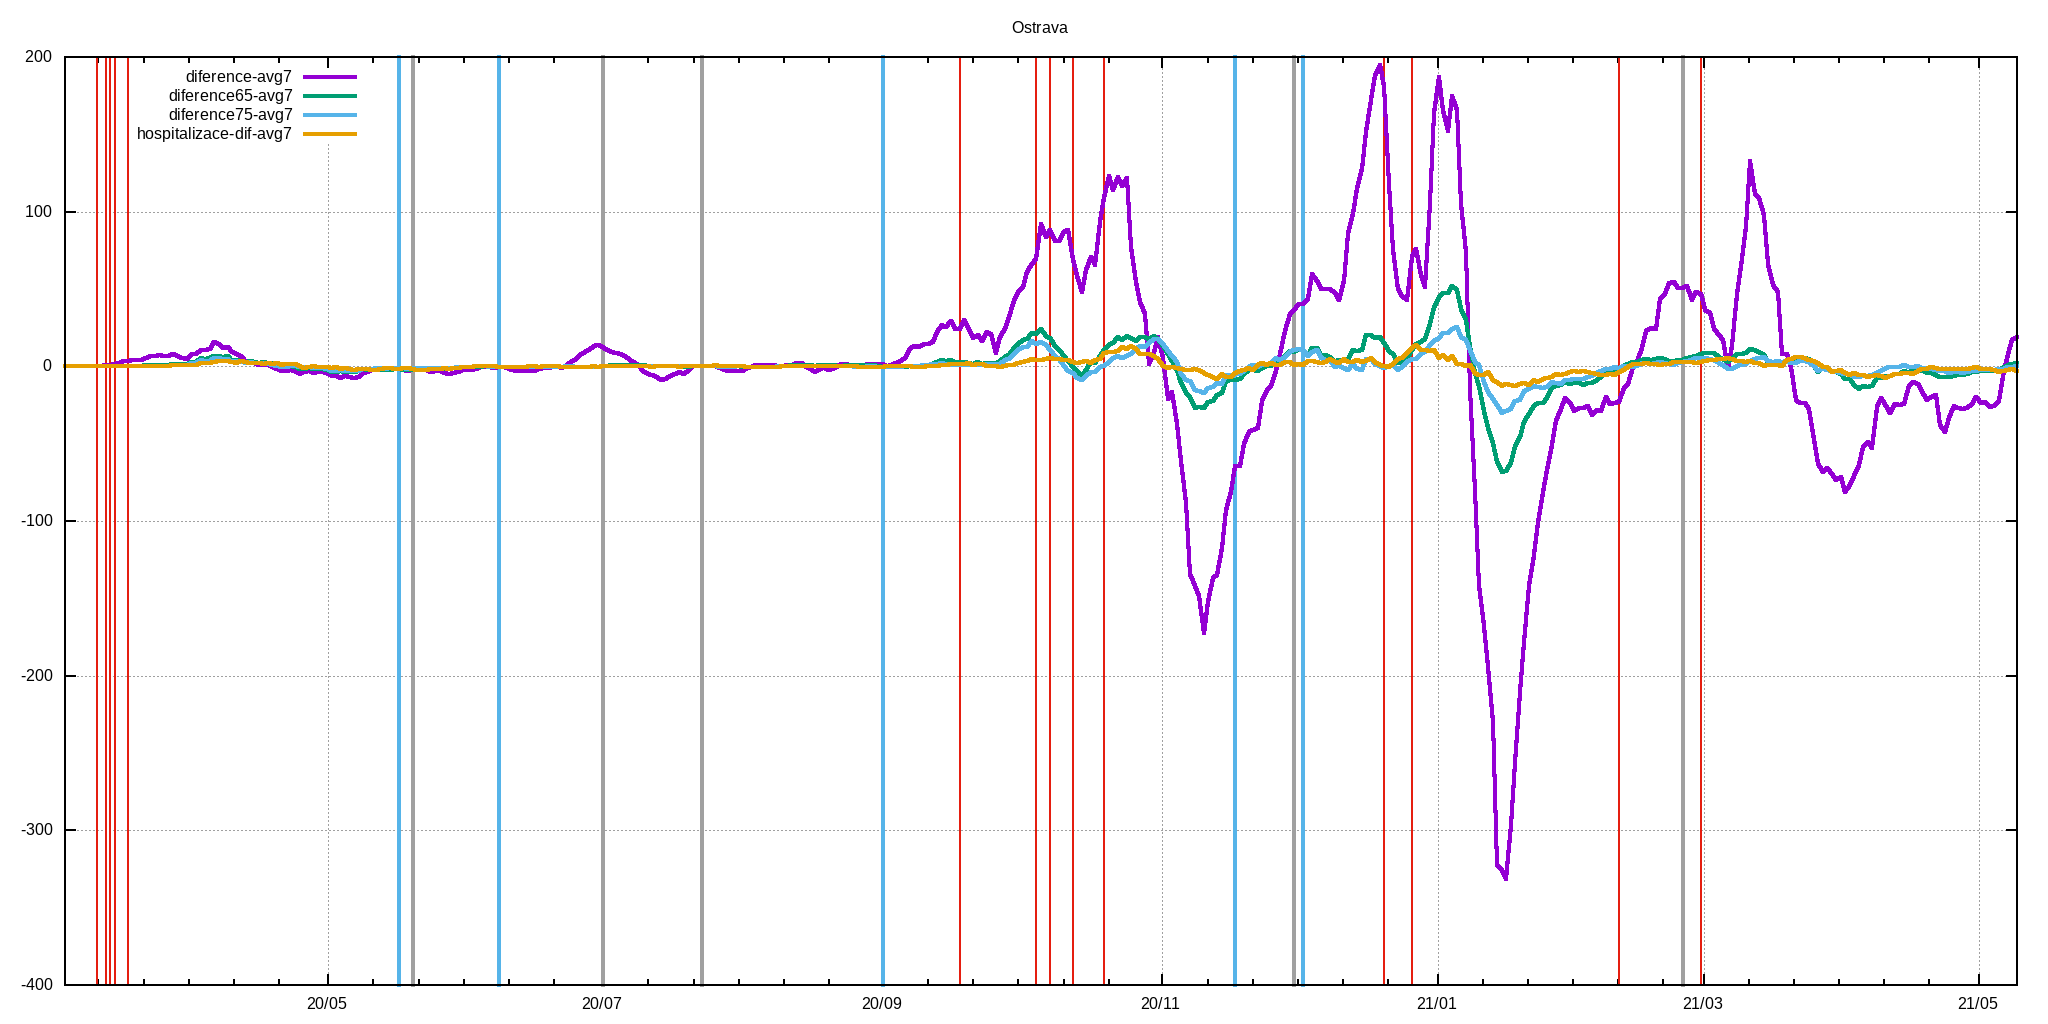 Ostrava
diference-avg7
diference65-avg7
diference75-avg7
hospitalizace-dif-avg7
200
100
0
-100
-200
-300
-400
20/05 20/07 20/09 20/11 21/01 21/03 21/05